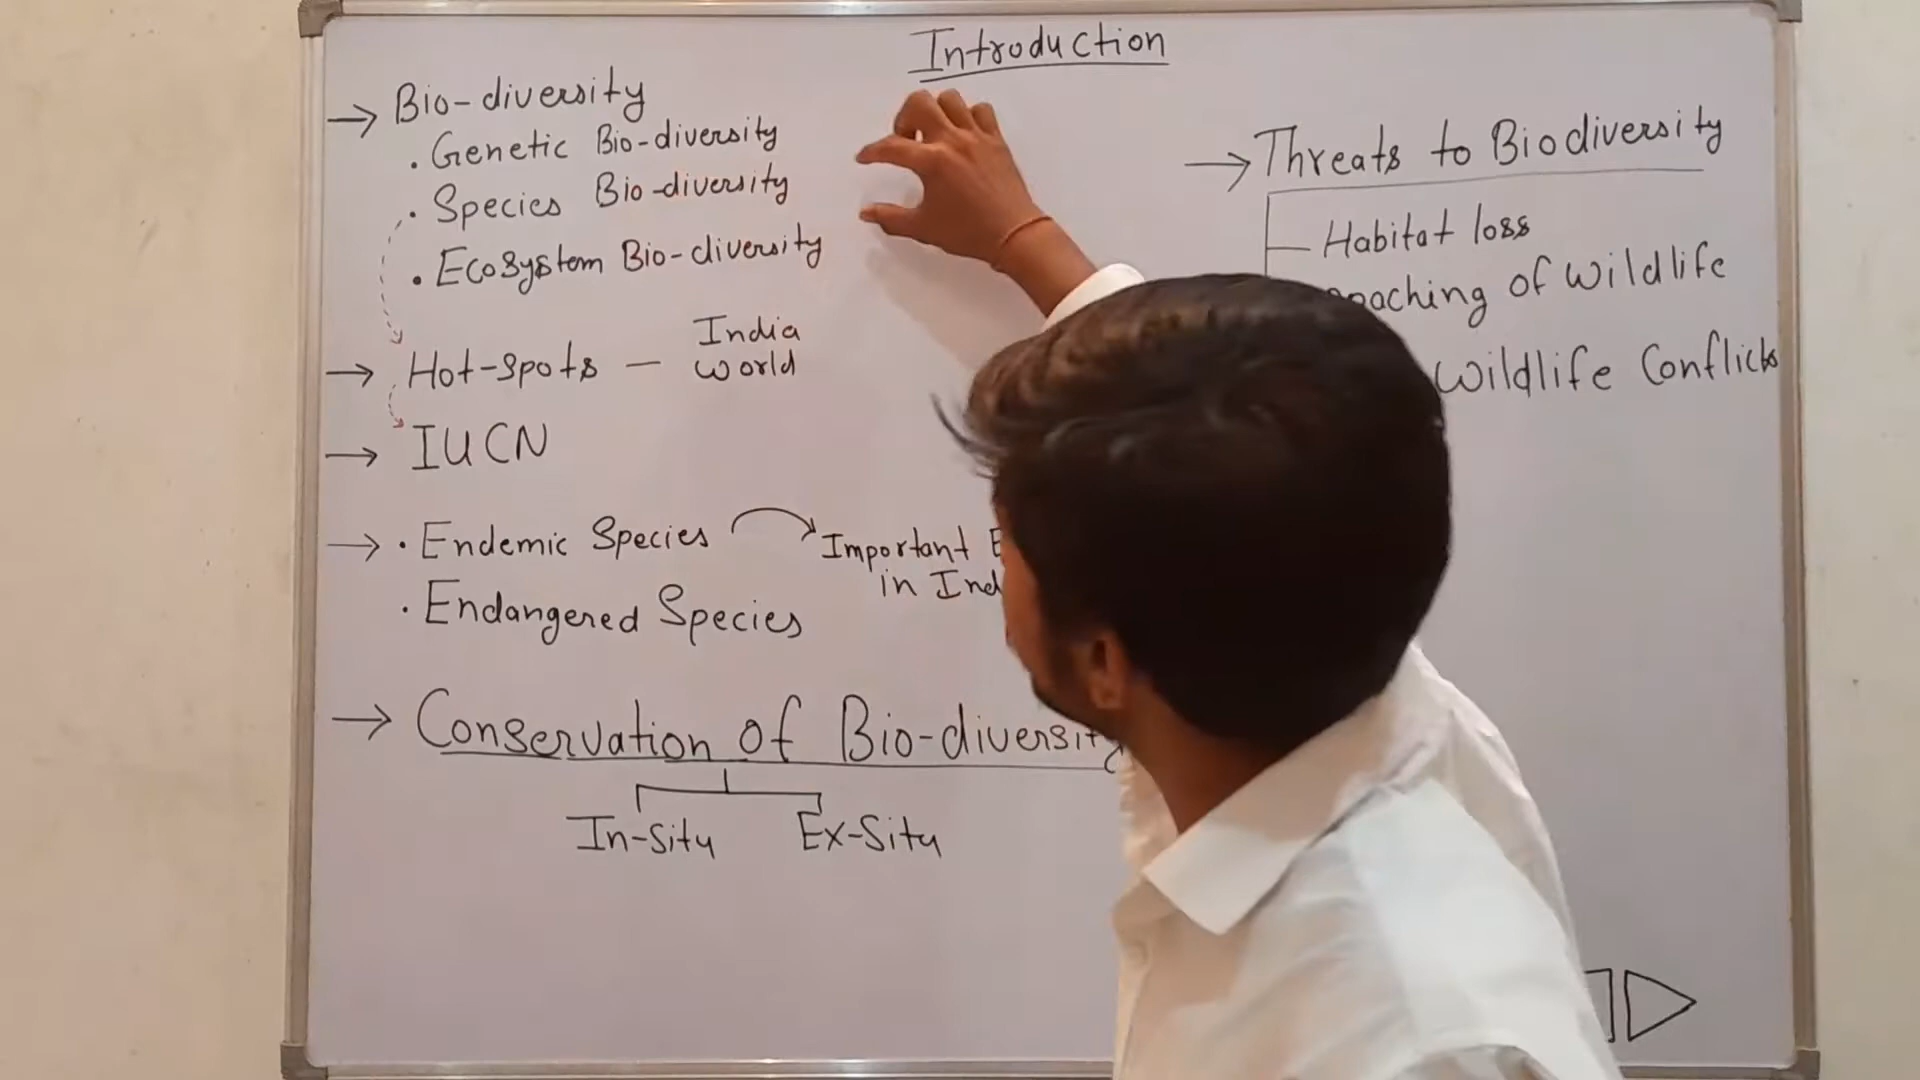 Introduction
→ Bio-diversity
. Genetic Bio-diversity
. Species Bio-diversity
. Ecosystem Bio-diversity
→ Hot-spots — India
World
→ IUCN
→ . Endemic Species
Important
in
. Endangered Species
→ Conservation of Bio-diversity
In-situ Ex-Situ
→ Threats to Biodiversity
Habitat loss
of wildlife
Wildlife Conflicts